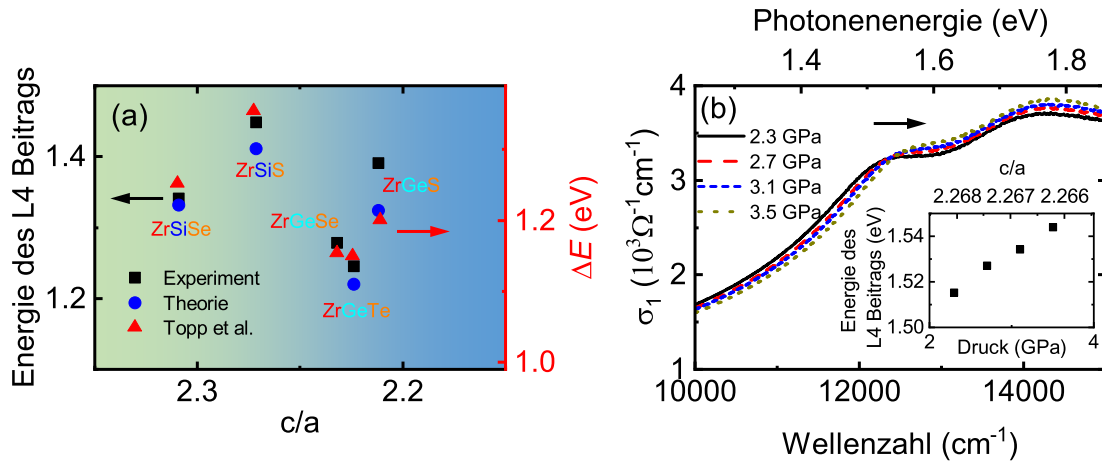 (a)
Energie des L4 Beitrags
1.4
1.2
ZrSiS
ZrGeS
ZrSiSe
ZrGeSe
ZrGeTe
Experiment
Theorie
Topp et al.
2.3
2.2
c/a
1.2
1.0
ΔE (eV)
Photonenenergie (eV)
1.4
1.6
1.8
(b)
4
3
2
1
σ1 (10³Ω⁻¹cm⁻¹)
2.3 GPa
2.7 GPa
3.1 GPa
3.5 GPa
c/a
2.268
2.267
2.266
Energie des
L4 Beitrags (eV)
1.54
1.52
1.50
2
4
Druck (GPa)
10000
12000
14000
Wellenzahl (cm⁻¹)